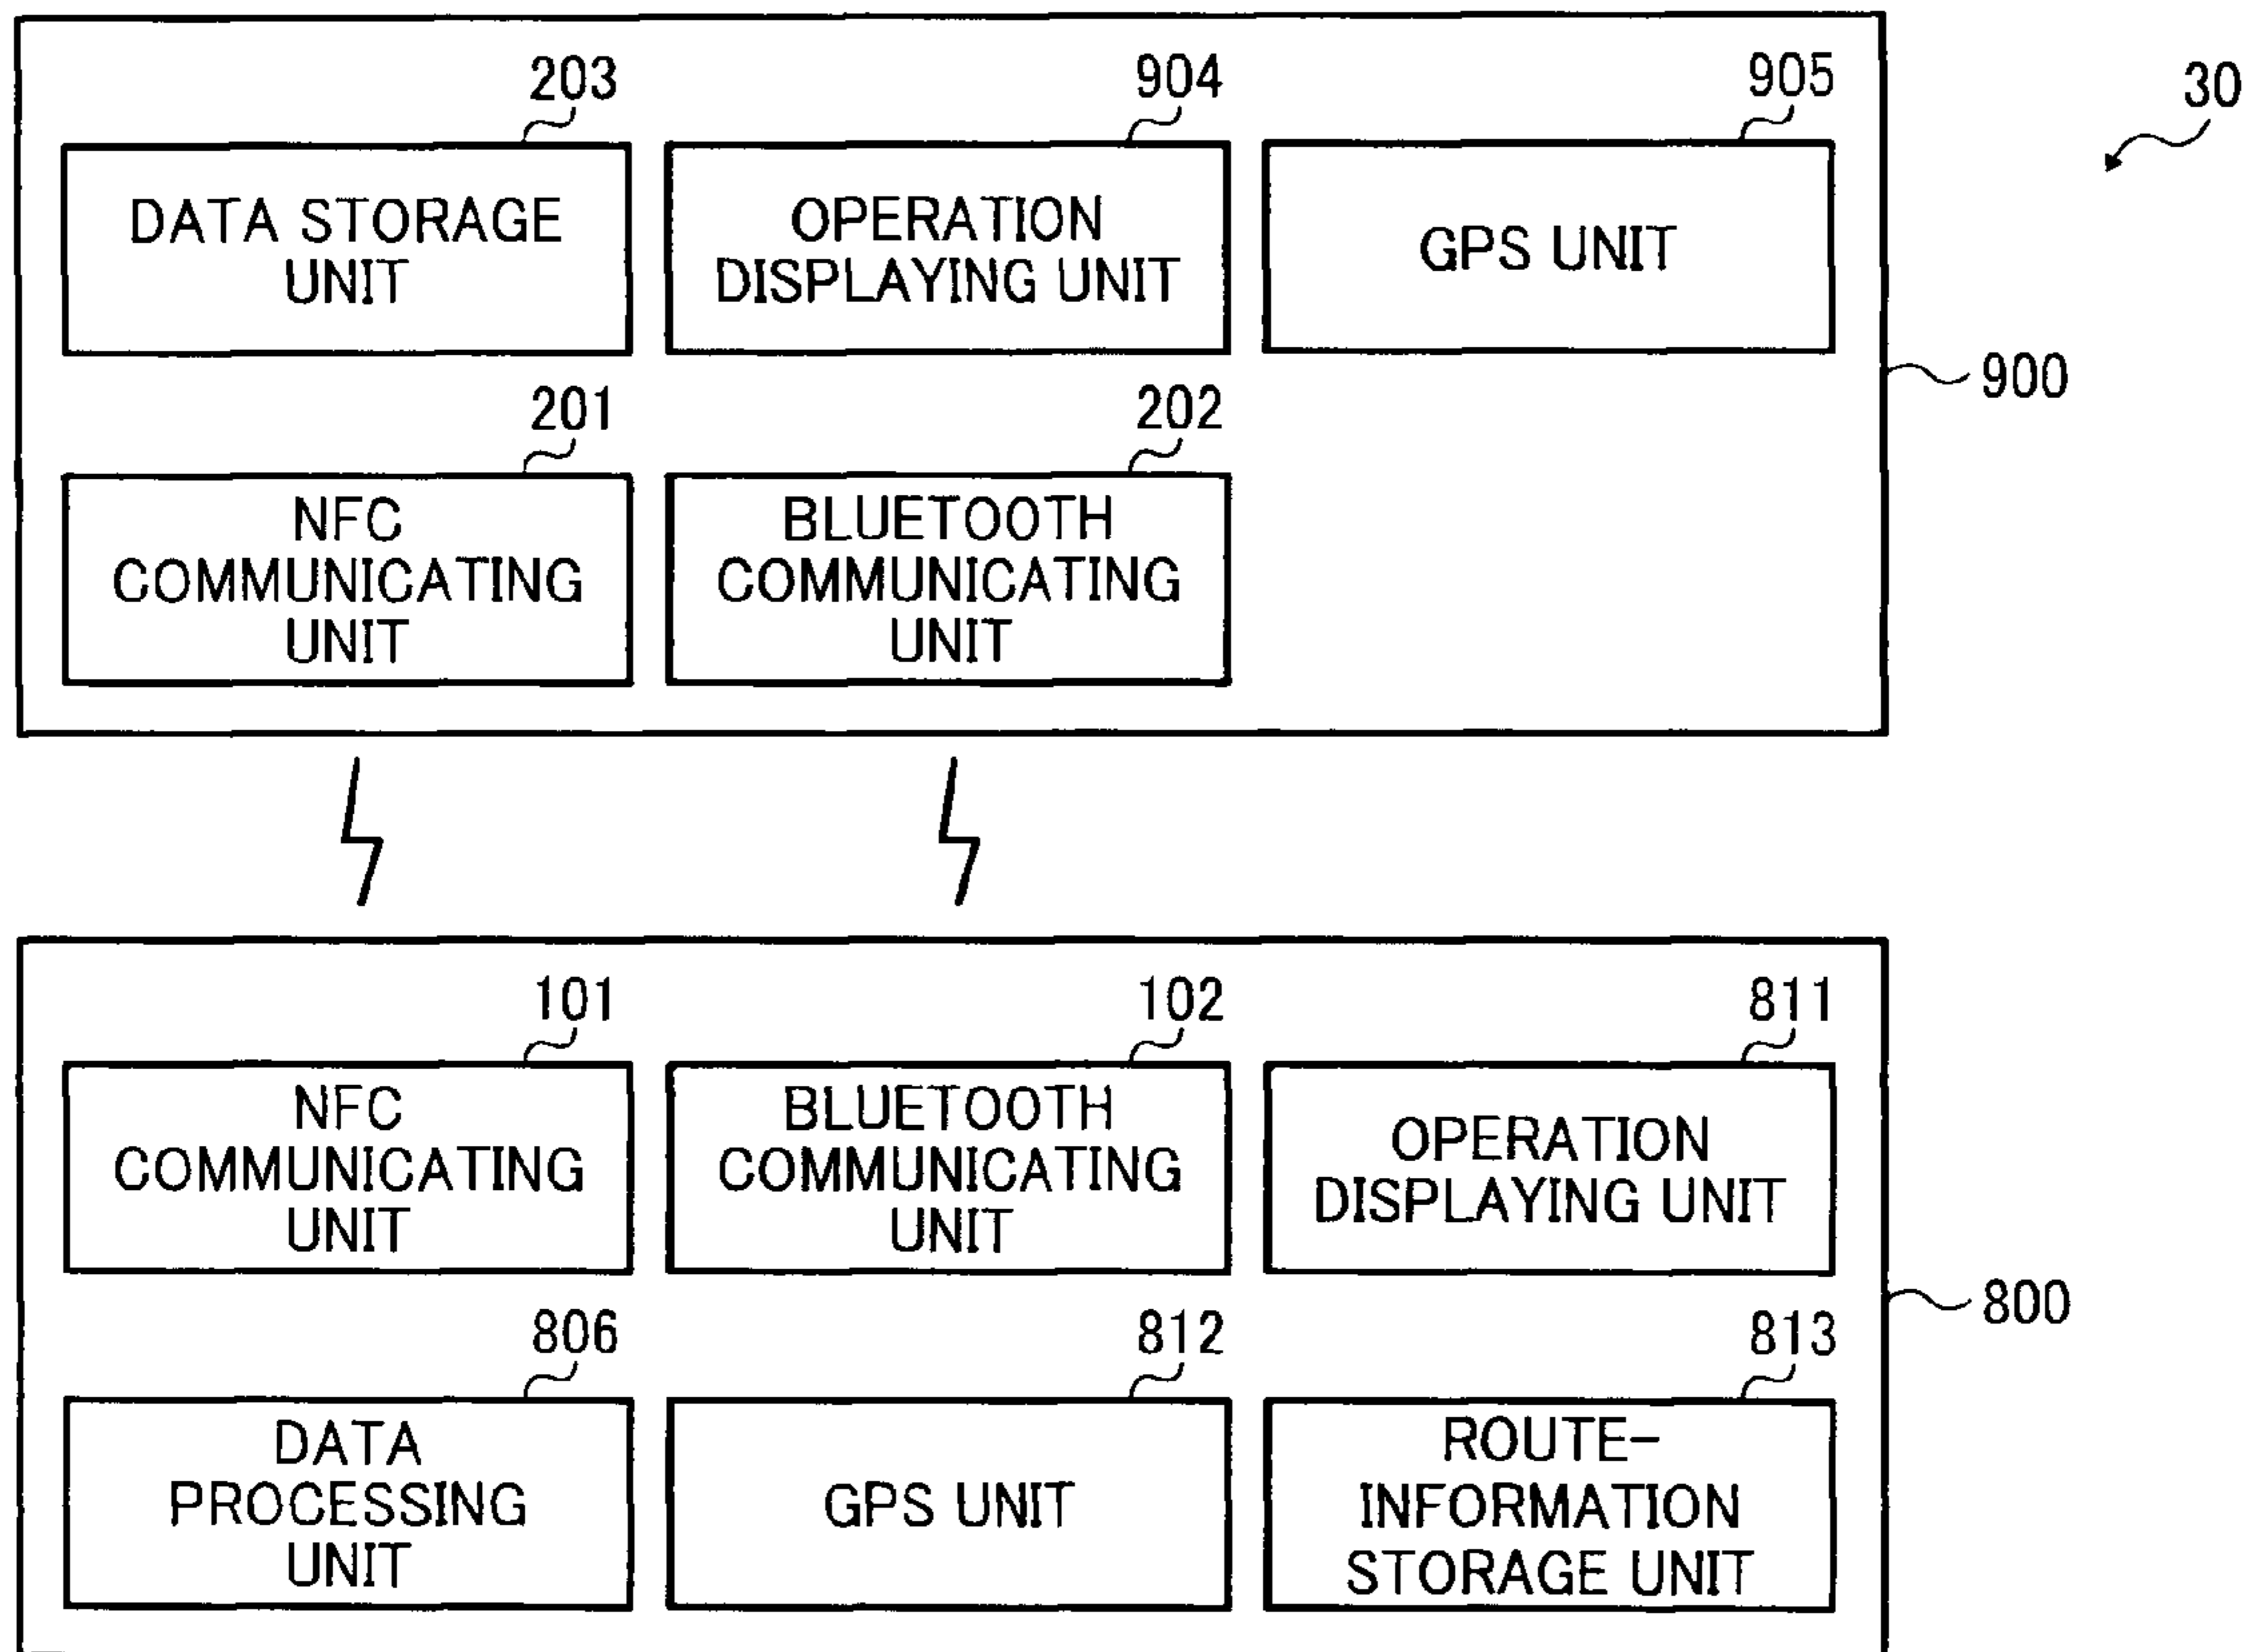 30
203
DATA STORAGE
UNIT
904
OPERATION
DISPLAYING UNIT
905
GPS UNIT
900
201
NFC
COMMUNICATING
UNIT
202
BLUETOOTH
COMMUNICATING
UNIT
101
NFC
COMMUNICATING
UNIT
102
BLUETOOTH
COMMUNICATING
UNIT
811
OPERATION
DISPLAYING UNIT
800
806
DATA
PROCESSING
UNIT
812
GPS UNIT
813
ROUTE-
INFORMATION
STORAGE UNIT